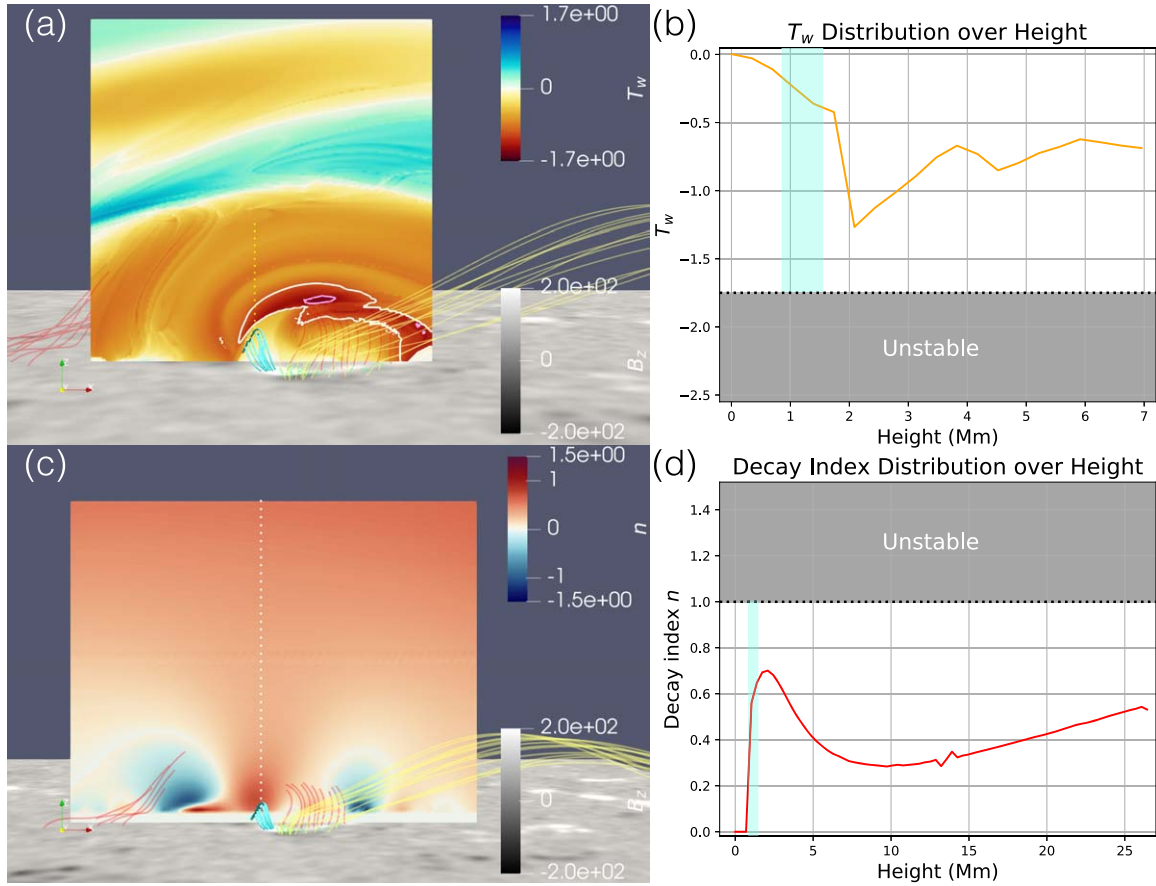 (a)
1.7e+00
0
-1.7e+00
T_w
2.0e+02
0
-2.0e+02
B_z
(b)
T_w Distribution over Height
0.0
−0.5
−1.0
−1.5
−2.0
−2.5
T_w
Unstable
0 1 2 3 4 5 6 7
Height (Mm)
(c)
1.5e+00
1
0
-1
-1.5e+00
n
2.0e+02
0
-2.0e+02
B_z
(d)
Decay Index Distribution over Height
1.4
1.2
1.0
0.8
0.6
0.4
0.2
0.0
Decay index n
Unstable
0 5 10 15 20 25
Height (Mm)